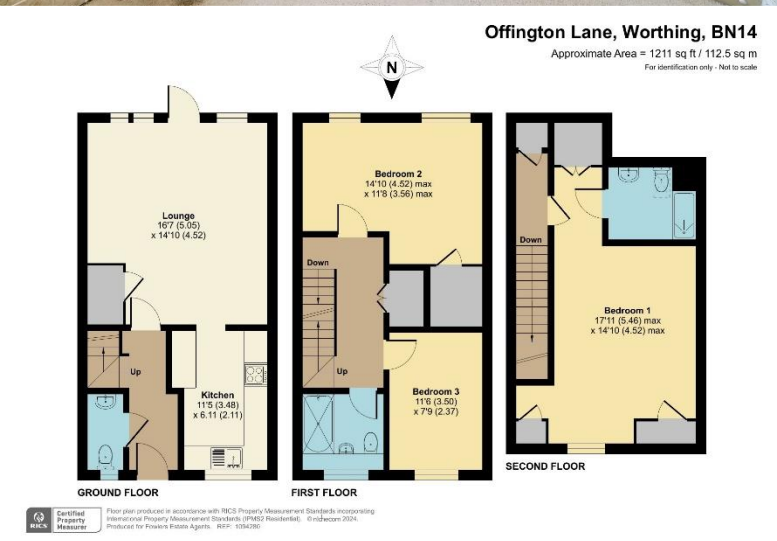 Offington Lane, Worthing, BN14
Approximate Area = 1211 sq ft / 112.5 sq m
For identification only - Not to scale
N
Lounge
16'7 (5.05)
x 14'10 (4.52)
Up
Kitchen
11'5 (3.48)
x 6.11 (2.11)
GROUND FLOOR
Bedroom 2
14'10 (4.52) max
x 11'8 (3.56) max
Down
Up
Bedroom 3
11'6 (3.50)
x 7'9 (2.37)
FIRST FLOOR
Down
Bedroom 1
17'11 (5.46) max
x 14'10 (4.52) max
SECOND FLOOR
RICS
Certified
Property
Measurer
Floor plan produced in accordance with RICS Property Measurement Standards incorporating
International Property Measurement Standards (IPMS2 Residential). ©nichecom 2024.
Produced for Fowlers Estate Agents. REF: 1094286